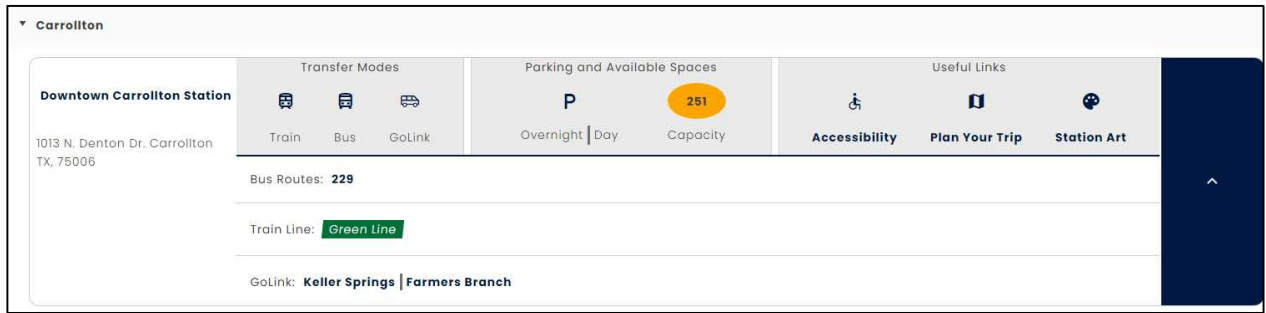 Carrollton
Transfer Modes
Parking and Available Spaces
Useful Links
Downtown Carrollton Station
P
251
1013 N. Denton Dr. Carrollton
TX, 75006
Train
Bus
GoLink
Overnight | Day
Capacity
Accessibility
Plan Your Trip
Station Art
Bus Routes: 229
Train Line: Green Line
GoLink: Keller Springs | Farmers Branch